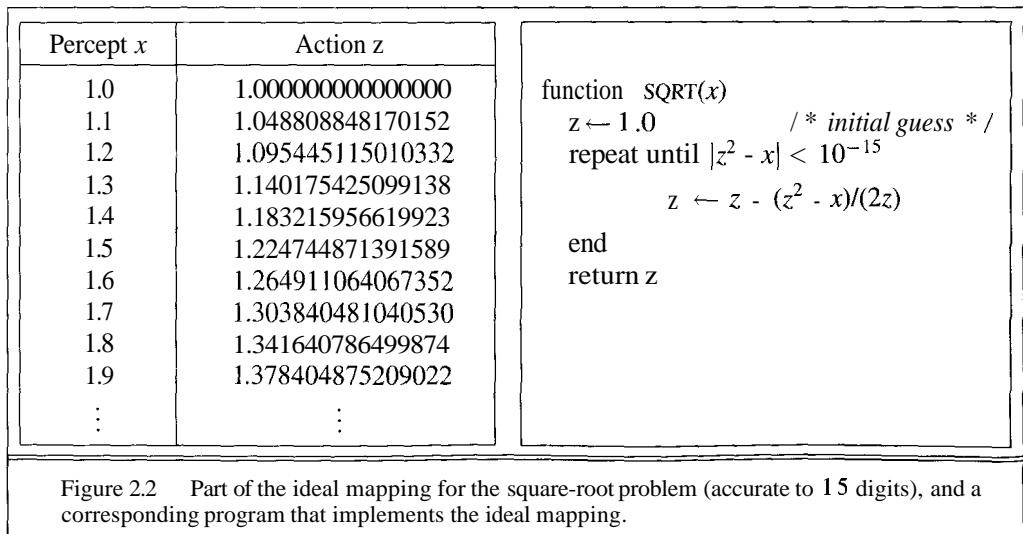 Percept x Action z
1.0 1.000000000000000
1.1 1.048808848170152
1.2 1.095445115010332
1.3 1.140175425099138
1.4 1.183215956619923
1.5 1.224744871391589
1.6 1.264911064067352
1.7 1.303840481040530
1.8 1.341640786499874
1.9 1.378404875209022
⋮ ⋮
function SQRT(x)
z ← 1.0 / * initial guess * /
repeat until |z² - x| < 10⁻¹⁵
z ← z - (z² - x)/(2z)
end
return z
Figure 2.2 Part of the ideal mapping for the square-root problem (accurate to 15 digits), and a
corresponding program that implements the ideal mapping.